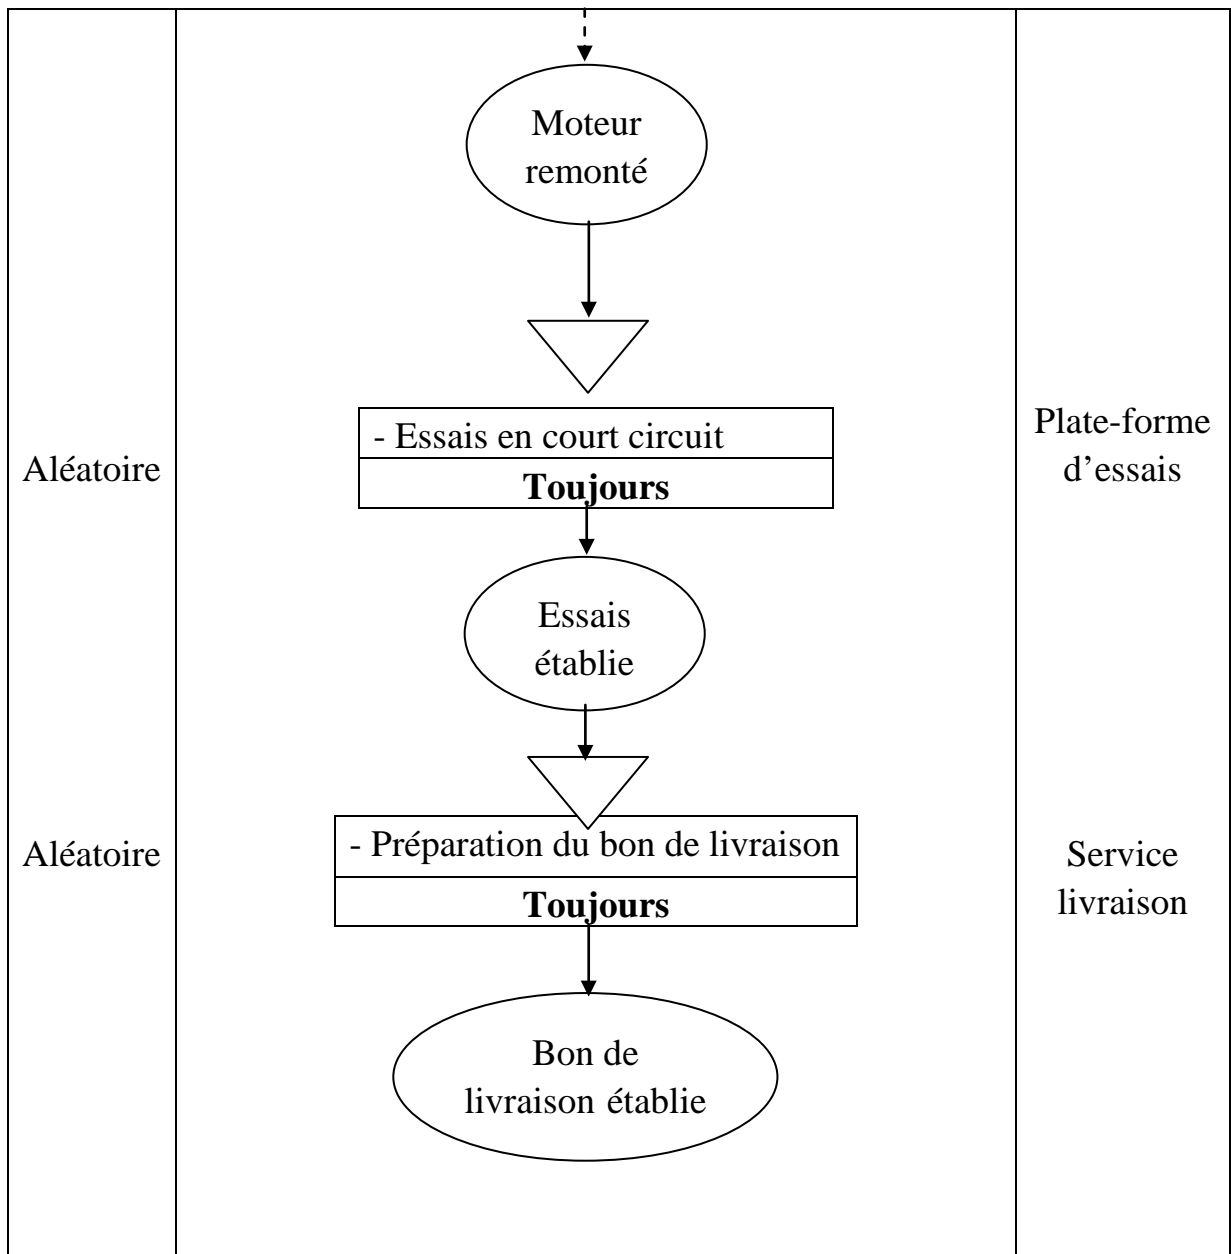 Moteur
remonté
- Essais en court circuit
Toujours
Aléatoire
Plate-forme
d’essais
Essais
établie
- Préparation du bon de livraison
Toujours
Aléatoire
Service
livraison
Bon de
livraison établie